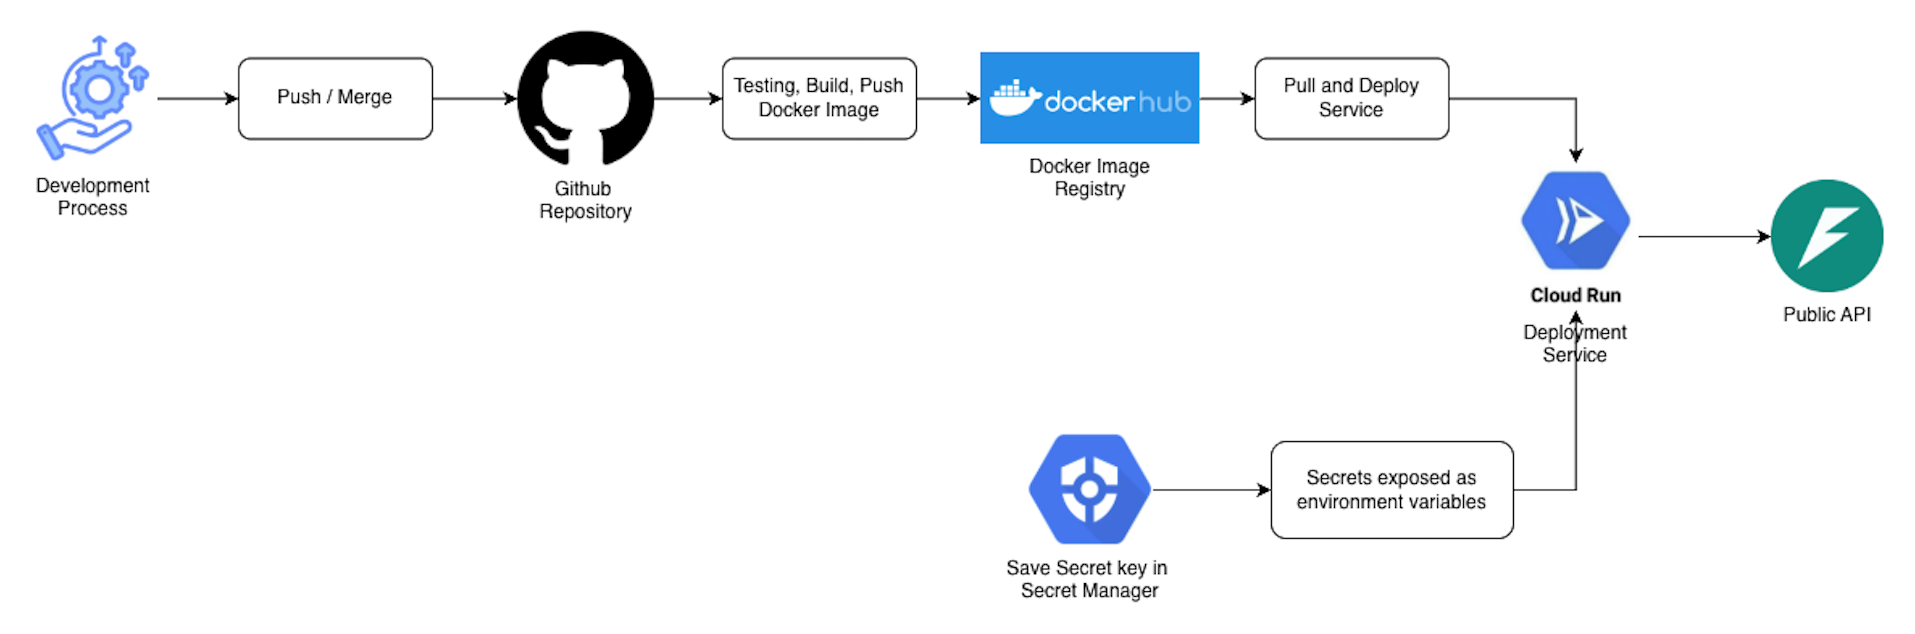 Development
Process
Push / Merge
Github
Repository
Testing, Build, Push
Docker Image
docker hub
Docker Image
Registry
Pull and Deploy
Service
Cloud Run
Deployment
Service
Public API
Save Secret key in
Secret Manager
Secrets exposed as
environment variables